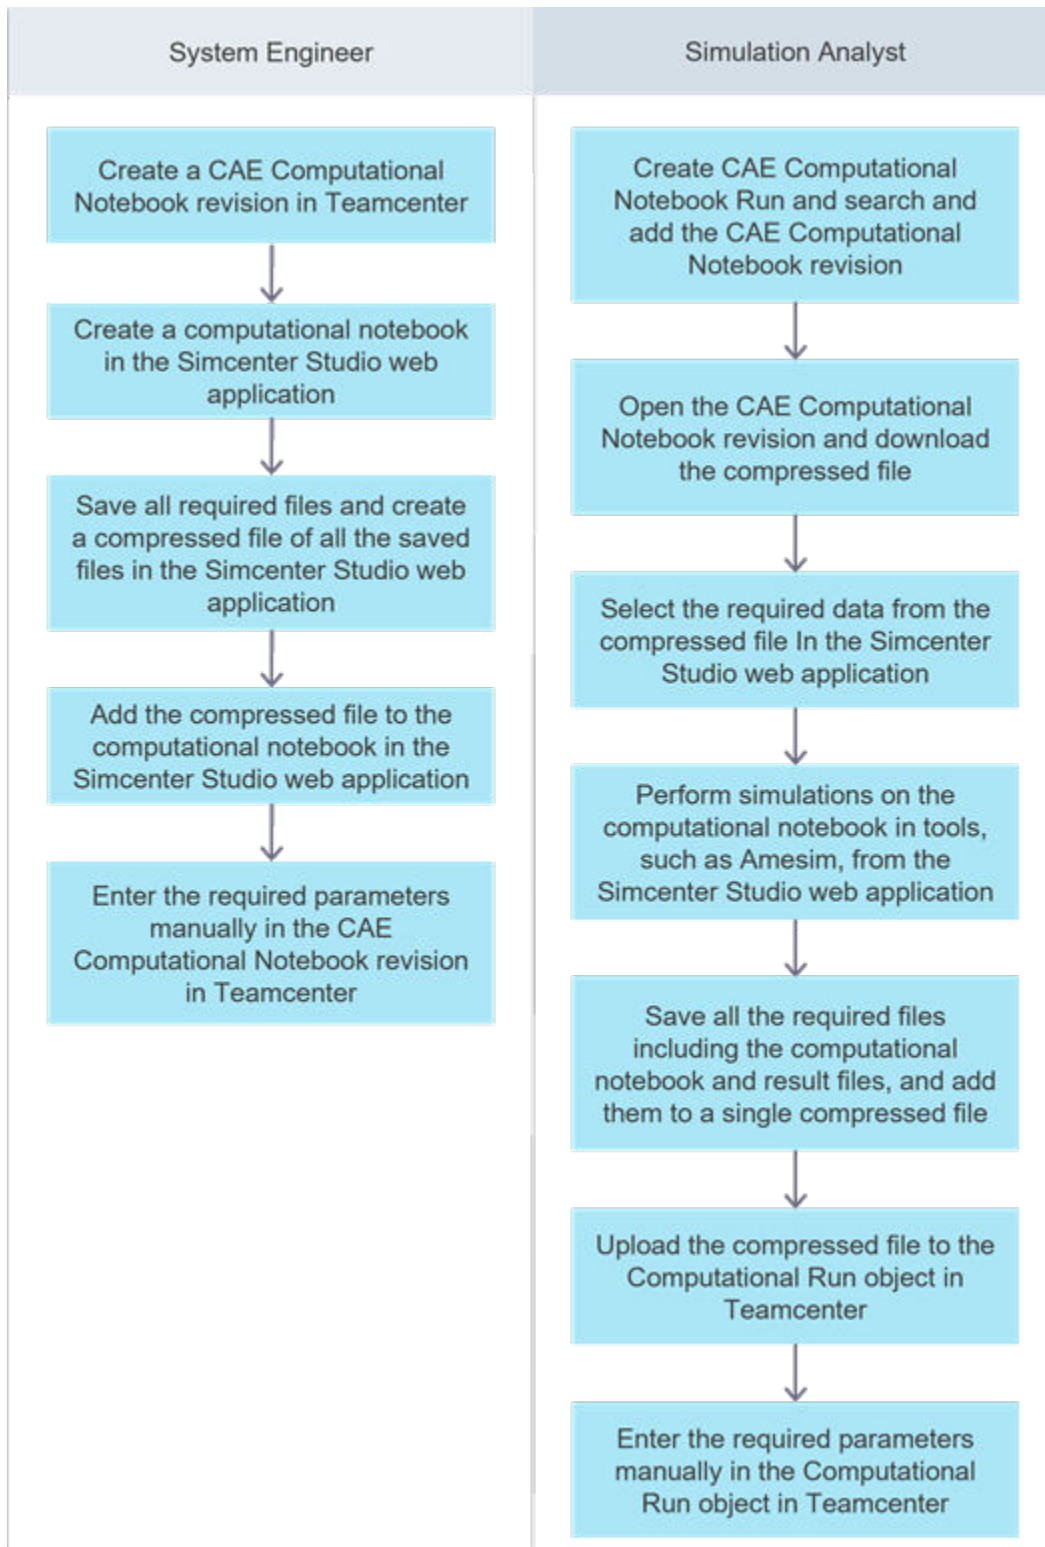 System Engineer
Simulation Analyst
Create a CAE Computational
Notebook revision in Teamcenter
Create a computational notebook
in the Simcenter Studio web
application
Save all required files and create
a compressed file of all the saved
files in the Simcenter Studio web
application
Add the compressed file to the
computational notebook in the
Simcenter Studio web application
Enter the required parameters
manually in the CAE
Computational Notebook revision
in Teamcenter
Create CAE Computational
Notebook Run and search and
add the CAE Computational
Notebook revision
Open the CAE Computational
Notebook revision and download
the compressed file
Select the required data from the
compressed file In the Simcenter
Studio web application
Perform simulations on the
computational notebook in tools,
such as Amesim, from the
Simcenter Studio web application
Save all the required files
including the computational
notebook and result files, and add
them to a single compressed file
Upload the compressed file to the
Computational Run object in
Teamcenter
Enter the required parameters
manually in the Computational
Run object in Teamcenter